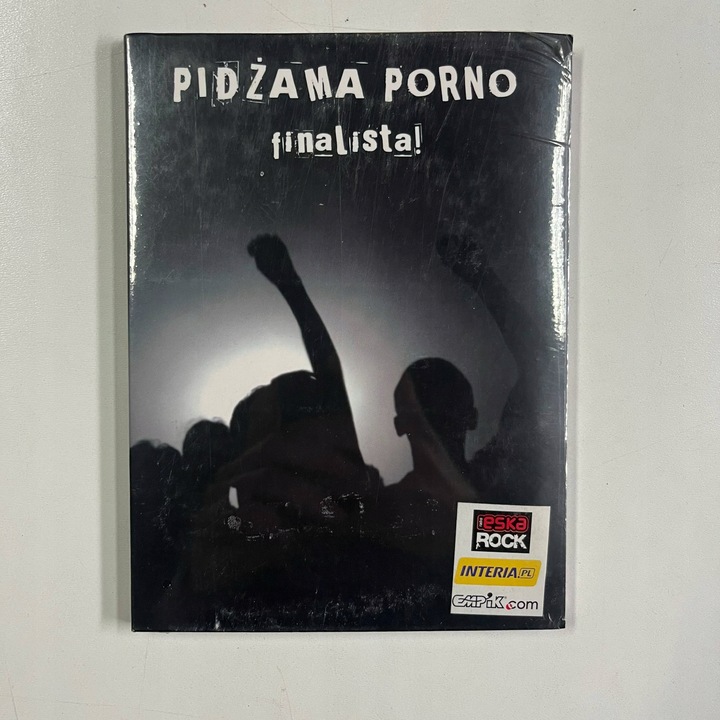 PIDŻAMA PORNO
finalista!
eska
ROCK
INTERIA.PL
EMPiK.com